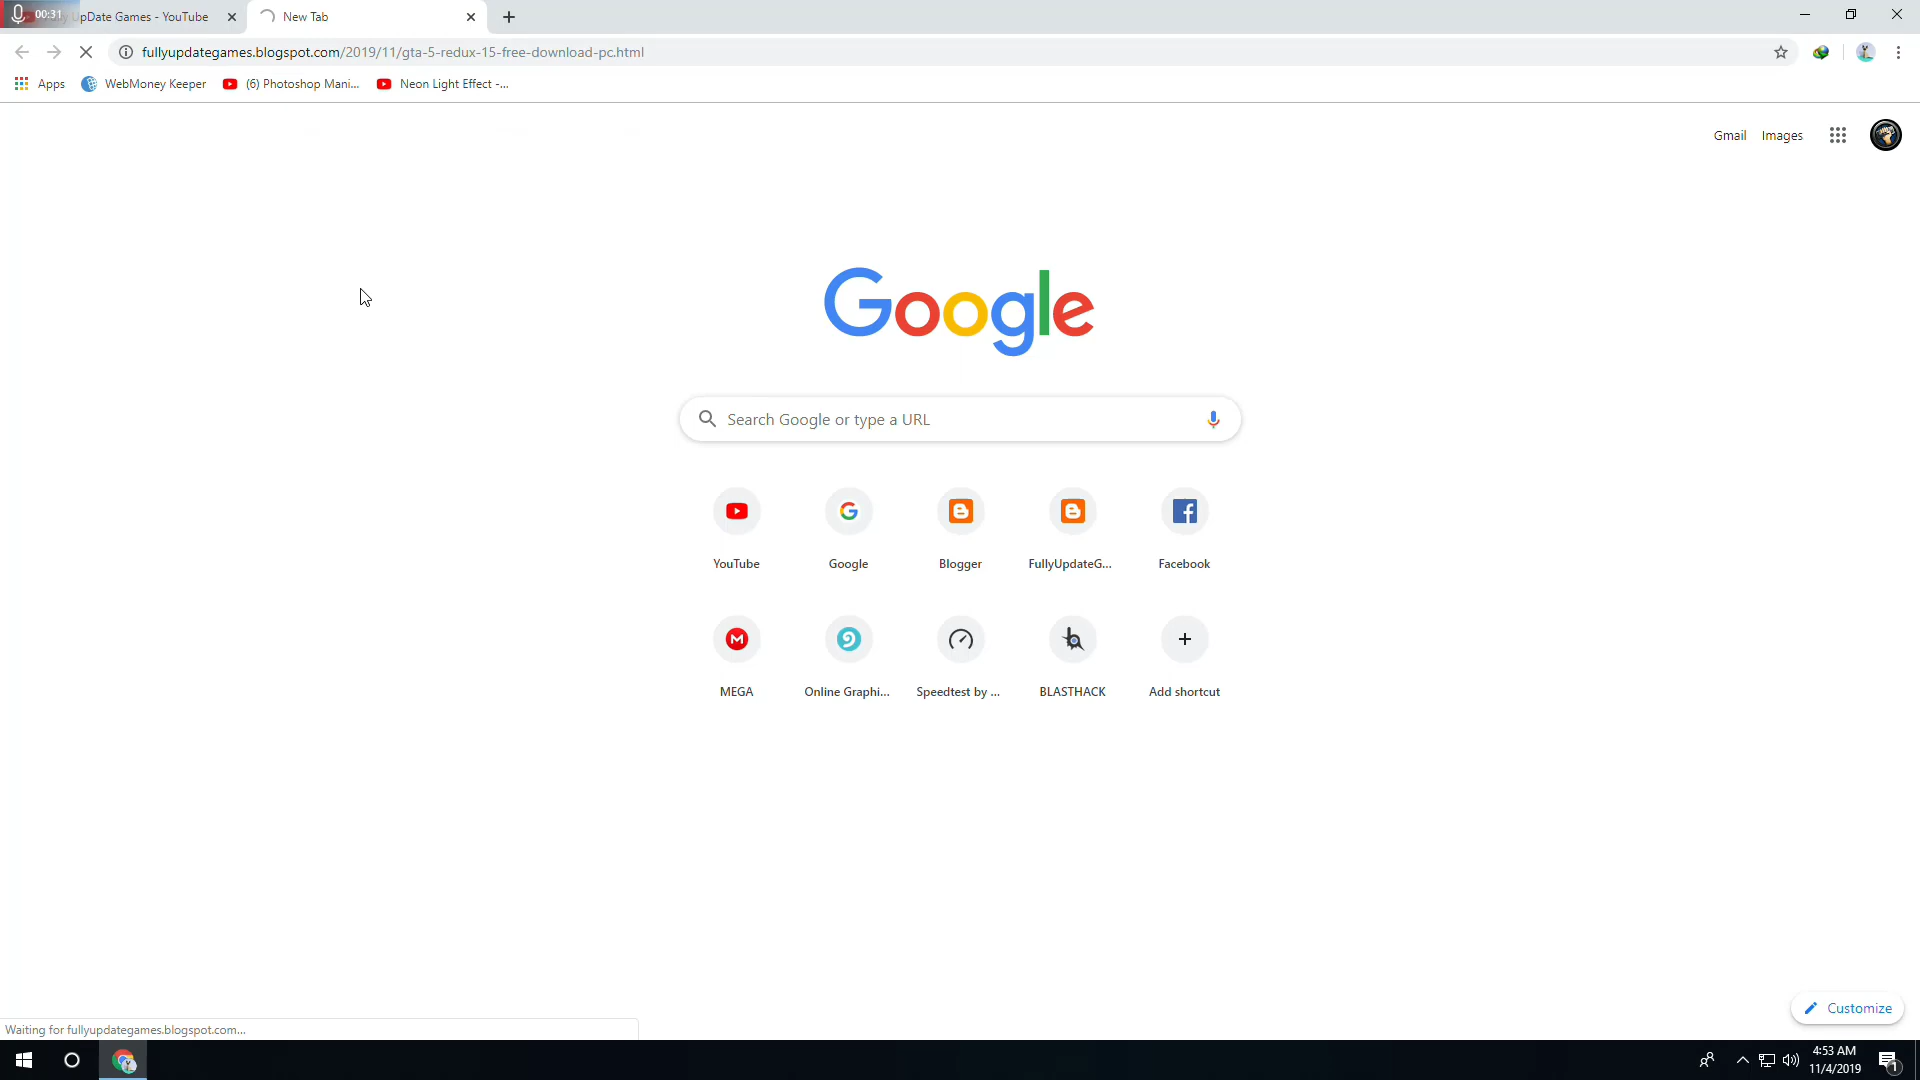 00:31
pDate Games - YouTube
New Tab
fullyupdategames.blogspot.com/2019/11/gta-5-redux-15-free-download-pc.html
Apps
WebMoney Keeper
(6) Photoshop Mani...
Neon Light Effect -...
Gmail
Images
Google
Search Google or type a URL
YouTube
Google
Blogger
FullyUpdateG...
Facebook
MEGA
Online Graphi...
Speedtest by ...
BLASTHACK
Add shortcut
Customize
Waiting for fullyupdategames.blogspot.com...
4:53 AM
11/4/2019
1